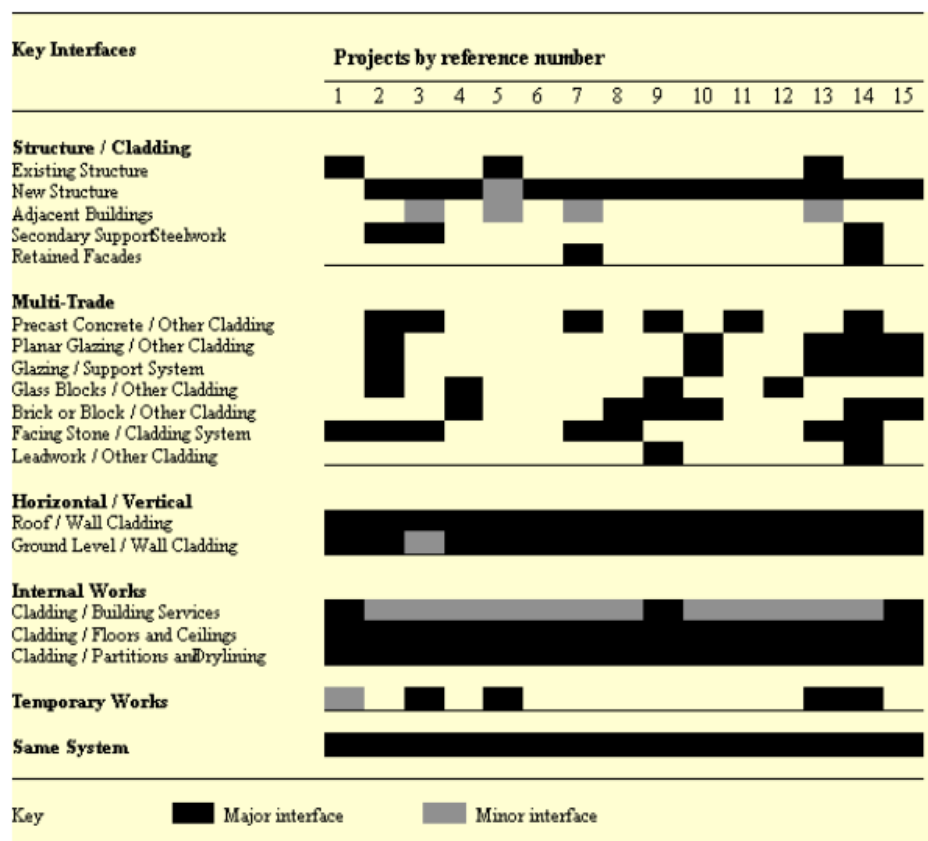 Key Interfaces
Projects by reference number
1 2 3 4 5 6 7 8 9 10 11 12 13 14 15
Structure / Cladding
Existing Structure
New Structure
Adjacent Buildings
Secondary Support Steelwork
Retained Facades
Multi-Trade
Precast Concrete / Other Cladding
Planar Glazing / Other Cladding
Glazing / Support System
Glass Blocks / Other Cladding
Brick or Block / Other Cladding
Facing Stone / Cladding System
Leadwork / Other Cladding
Horizontal / Vertical
Roof / Wall Cladding
Ground Level / Wall Cladding
Internal Works
Cladding / Building Services
Cladding / Floors and Ceilings
Cladding / Partitions and Drylining
Temporary Works
Same System
Key Major interface Minor interface